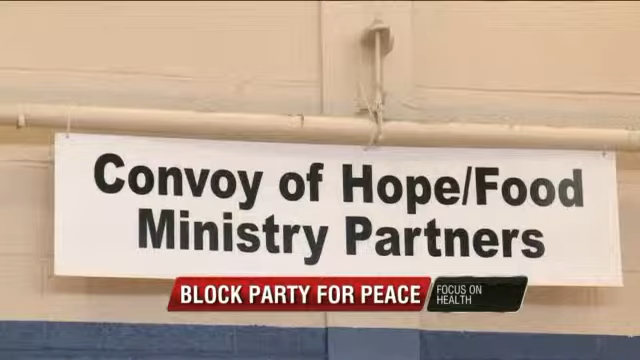 Convoy of Hope/Food
Ministry Partners
BLOCK PARTY FOR PEACE
FOCUS ON
HEALTH